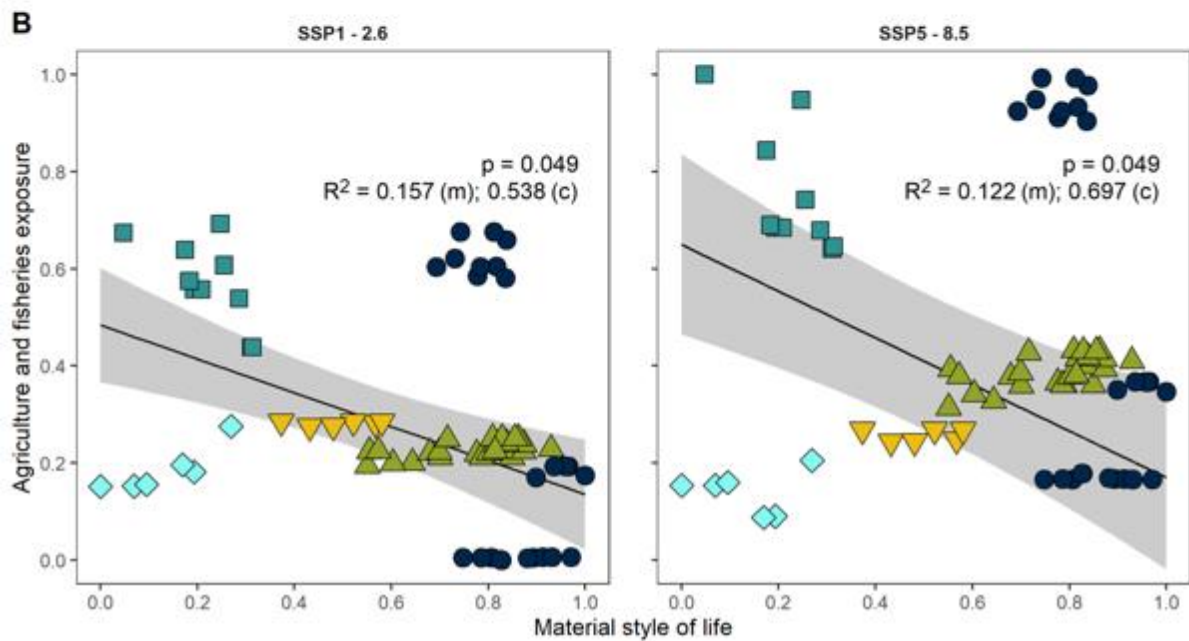 B
SSP1 - 2.6
SSP5 - 8.5
Agriculture and fisheries exposure
1.0
0.8
0.6
0.4
0.2
0.0
p = 0.049
R² = 0.157 (m); 0.538 (c)
p = 0.049
R² = 0.122 (m); 0.697 (c)
0.0 0.2 0.4 0.6 0.8 1.0
0.0 0.2 0.4 0.6 0.8 1.0
Material style of life